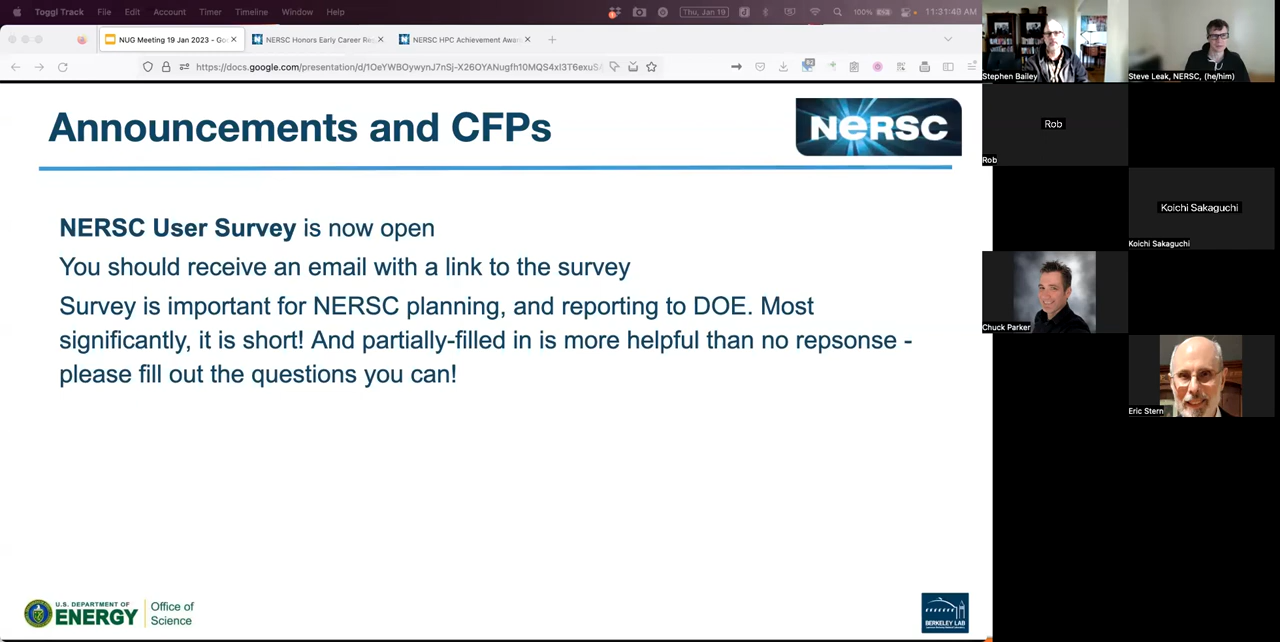 Toggl Track File Edit Account Timer Timeline Window Help 100% Thu, Jan 19 11:31:40 AM
NUG Meeting 19 Jan 2023 - Go
NERSC Honors Early Career Re
NERSC HPC Achievement Awar
Announcements and CFPs
NERSC
NERSC User Survey is now open
You should receive an email with a link to the survey
Survey is important for NERSC planning, and reporting to DOE. Most
significantly, it is short! And partially-filled in is more helpful than no repsonse -
please fill out the questions you can!
U.S. DEPARTMENT OF
ENERGY
Office of
Science
BERKELEY LAB
Stephen Bailey
Steve Leak, NERSC, (he/him)
Rob
Rob
Koichi Sakaguchi
Koichi Sakaguchi
Chuck Parker
Eric Stern